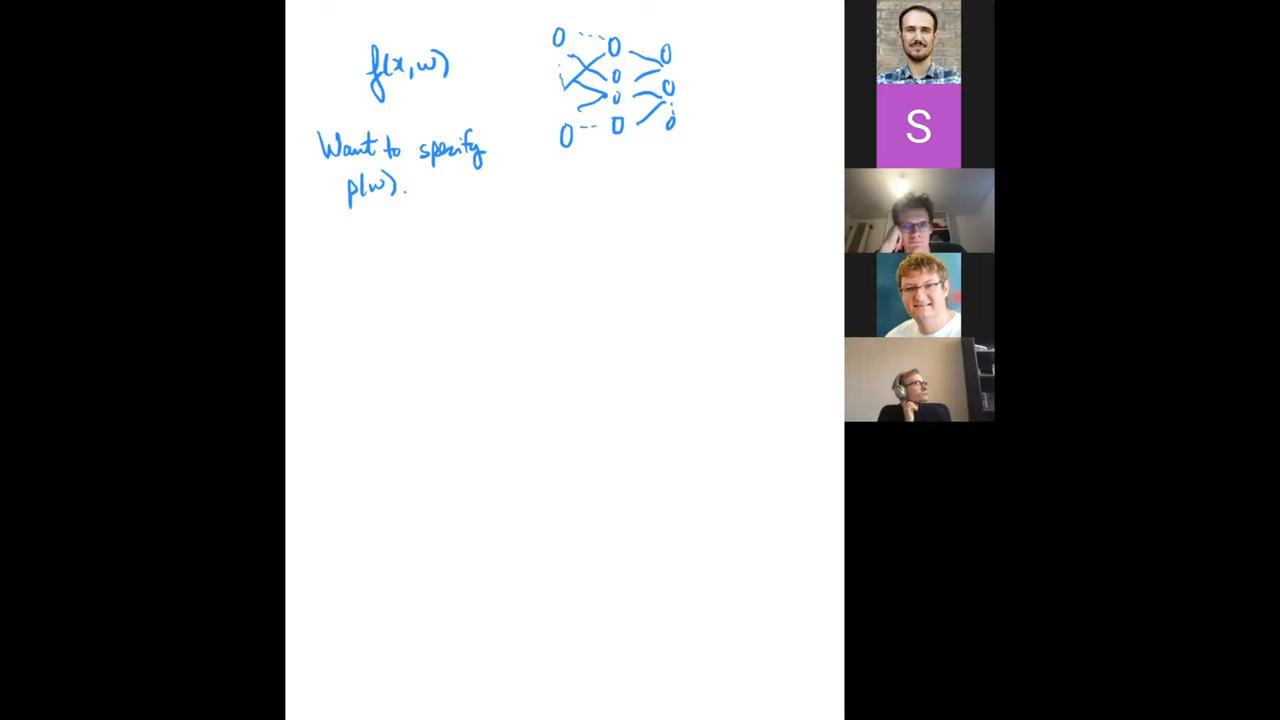 f(x, w)
Want to specify
p(w).
S